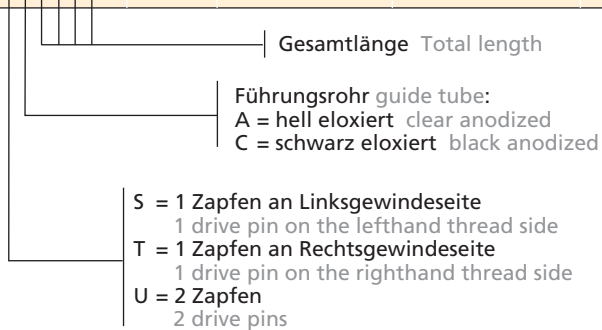 Gesamtlänge Total length
Führungsrohr guide tube:
A = hell eloxiert clear anodized
C = schwarz eloxiert black anodized
S = 1 Zapfen an Linksgewindeseite
1 drive pin on the lefthand thread side
T = 1 Zapfen an Rechtsgewindeseite
1 drive pin on the righthand thread side
U = 2 Zapfen
2 drive pins